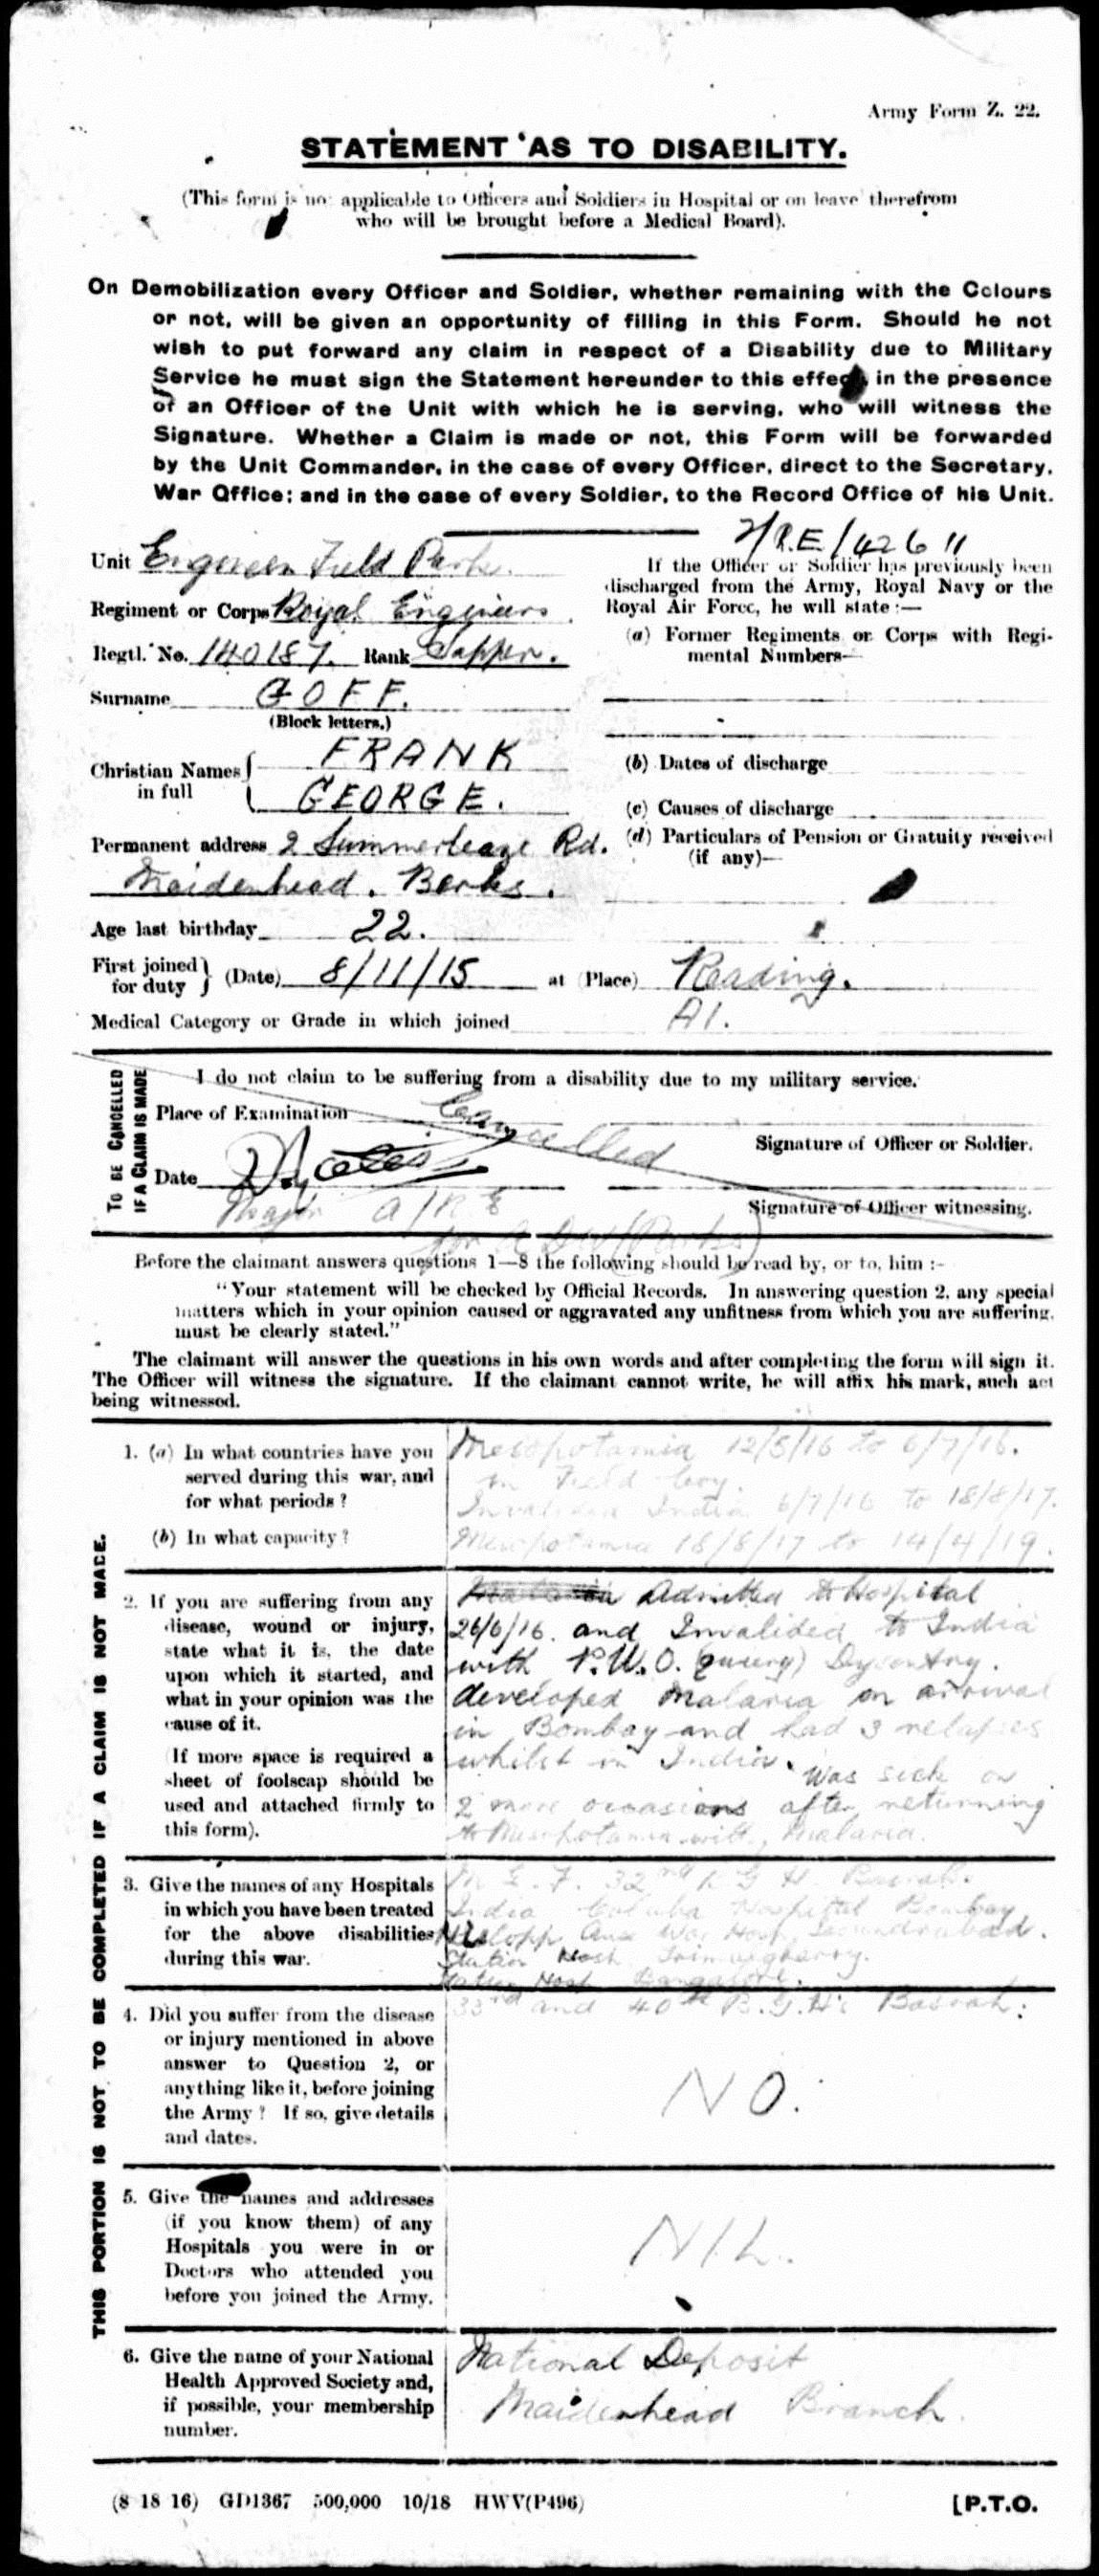 Army Form Z. 22.
STATEMENT AS TO DISABILITY.
(This form is no applicable to Officers and Soldiers in Hospital or on leave therefrom
who will be brought before a Medical Board).
On Demobilization every Officer and Soldier, whether remaining with the Colours
or not, will be given an opportunity of filling in this Form. Should he not
wish to put forward any claim in respect of a Disability due to Military
Service he must sign the Statement hereunder to this effect in the presence
of an Officer of the Unit with which he is serving, who will witness the
Signature. Whether a Claim is made or not, this Form will be forwarded
by the Unit Commander, in the case of every Officer, direct to the Secretary,
War Office; and in the case of every Soldier, to the Record Office of his Unit.
Unit Engineer Field Park.
Regiment or Corps Royal Engineers
Regtl. No. 140187. Rank Sapper.
Surname GOFF.
(Block letters.)
Christian Names in full FRANK
GEORGE.
Permanent address 2 Summerleaze Rd.
Maidenhead. Berks.
Age last birthday 22.
R.E/42611
If the Officer or Soldier has previously been
discharged from the Army, Royal Navy or the
Royal Air Force, he will state:—
(a) Former Regiments or Corps with Regi-
mental Numbers—
(b) Dates of discharge
(c) Causes of discharge
(d) Particulars of Pension or Gratuity received
(if any)—
First joined for duty (Date) 8/11/15 at (Place) Reading.
Medical Category or Grade in which joined A1.
TO BE CANCELLED
IF A CLAIM IS MADE
I do not claim to be suffering from a disability due to my military service.
Place of Examination Cancelled
Signature of Officer or Soldier.
Date
Major
Signature of Officer witnessing.
Before the claimant answers questions 1—8 the following should be read by, or to, him :-
"Your statement will be checked by Official Records. In answering question 2, any special
matters which in your opinion caused or aggravated any unfitness from which you are suffering,
must be clearly stated."
The claimant will answer the questions in his own words and after completing the form will sign it.
The Officer will witness the signature. If the claimant cannot write, he will affix his mark, such act
being witnessed.
THIS PORTION IS NOT TO BE COMPLETED IF A CLAIM IS NOT MADE.
1. (a) In what countries have you
served during this war, and
for what periods?
(b) In what capacity?
Mesopotamia 12/5/16 to 6/7/16.
in Field Coy.
Invalided India 6/7/16 to 18/8/17.
Mesopotamia 18/8/17 to 14/4/19.
2. If you are suffering from any
disease, wound or injury,
state what it is, the date
upon which it started, and
what in your opinion was the
cause of it.
If more space is required a
sheet of foolscap should be
used and attached firmly to
this form).
Admitted to Hospital
26/6/16. and Invalided to India
with P.U.O. (query) Dysentry.
developed Malaria on arrival
in Bombay and had 3 relapses
whilst in India. Was sick on
2 more occasions after returning
to Mesopotamia with Malaria.
3. Give the names of any Hospitals
in which you have been treated
for the above disabilities
during this war.
32nd B G H Basrah.
India Colaba Hospital Bombay
War Hosp. Secunderabad.
Station Hosp. Trimulgherry.
Station Hosp Bangalore.
33rd and 40th B.G.H's Basrah.
4. Did you suffer from the disease
or injury mentioned in above
answer to Question 2, or
anything like it, before joining
the Army? If so, give details
and dates.
NO.
5. Give the names and addresses
(if you know them) of any
Hospitals you were in or
Doctors who attended you
before you joined the Army.
NIL.
6. Give the name of your National
Health Approved Society and,
if possible, your membership
number.
National Deposit
Maidenhead Branch.
(8 18 16) GD1367 500,000 10/18 HWV(P496)
[P.T.O.